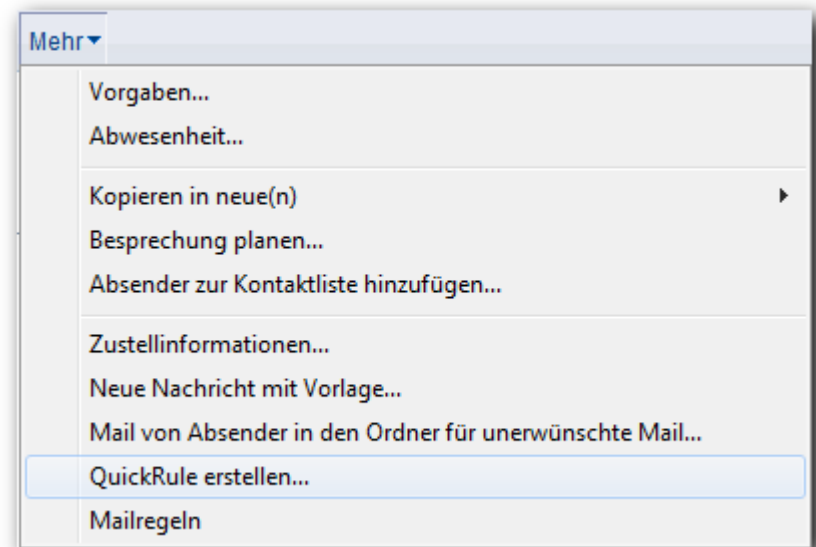 Mehr
Vorgaben...
Abwesenheit...
Kopieren in neue(n)
Besprechung planen...
Absender zur Kontaktliste hinzufügen...
Zustellinformationen...
Neue Nachricht mit Vorlage...
Mail von Absender in den Ordner für unerwünschte Mail...
QuickRule erstellen...
Mailregeln